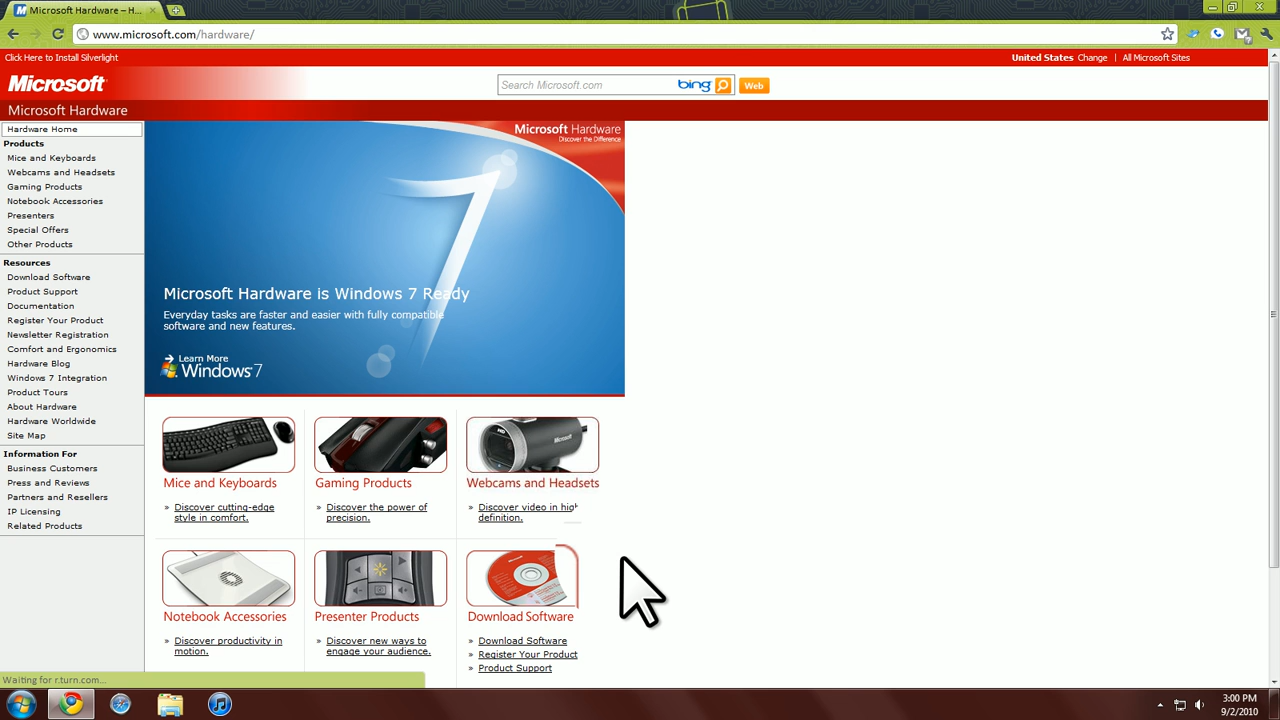 Microsoft Hardware – H...
www.microsoft.com/hardware/
Click Here to Install Silverlight
United States Change | All Microsoft Sites
Microsoft
Search Microsoft.com
bing
Web
Microsoft Hardware
Hardware Home
Products
Mice and Keyboards
Webcams and Headsets
Gaming Products
Notebook Accessories
Presenters
Special Offers
Other Products
Resources
Download Software
Product Support
Documentation
Register Your Product
Newsletter Registration
Comfort and Ergonomics
Hardware Blog
Windows 7 Integration
Product Tours
About Hardware
Hardware Worldwide
Site Map
Information For
Business Customers
Press and Reviews
Partners and Resellers
IP Licensing
Related Products
Microsoft Hardware
Discover the Difference
7
Microsoft Hardware is Windows 7 Ready
Everyday tasks are faster and easier with fully compatible
software and new features.
Learn More
Windows 7
Mice and Keyboards
» Discover cutting-edge
style in comfort.
Gaming Products
» Discover the power of
precision.
Microsoft
Webcams and Headsets
» Discover video in high
definition.
Notebook Accessories
» Discover productivity in
motion.
Presenter Products
» Discover new ways to
engage your audience.
Download Software
» Download Software
» Register Your Product
» Product Support
Waiting for r.turn.com...
3:00 PM
9/2/2010